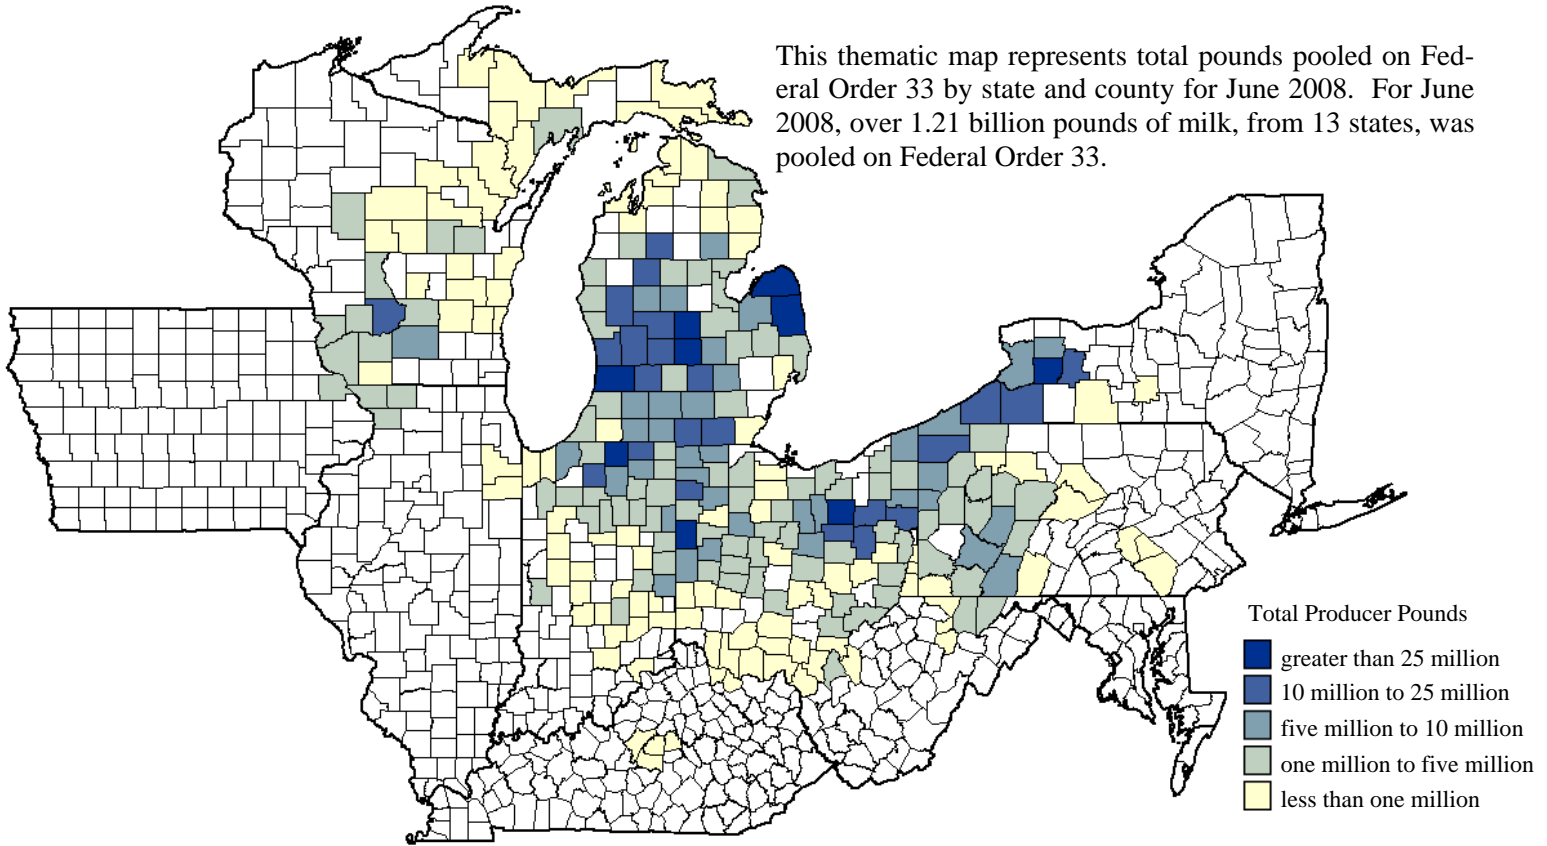 This thematic map represents total pounds pooled on Fed-
eral Order 33 by state and county for June 2008. For June
2008, over 1.21 billion pounds of milk, from 13 states, was
pooled on Federal Order 33.
Total Producer Pounds
greater than 25 million
10 million to 25 million
five million to 10 million
one million to five million
less than one million